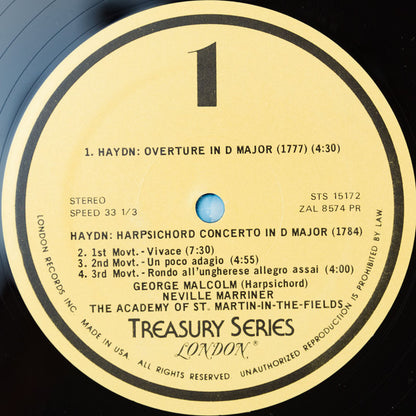 1
1. HAYDN: OVERTURE IN D MAJOR (1777) (4:30)
STEREO
SPEED 33 1/3
STS 15172
ZAL 8574 PR
HAYDN: HARPSICHORD CONCERTO IN D MAJOR (1784)
2. 1st Movt. - Vivace (7:30)
3. 2nd Movt. - Un poco adagio (4:55)
4. 3rd Movt. - Rondo all'ungherese allegro assai (4:00)
GEORGE MALCOLM (Harpsichord)
NEVILLE MARRINER
THE ACADEMY OF ST. MARTIN-IN-THE-FIELDS
TREASURY SERIES
LONDON®
LONDON RECORDS INC. MADE IN U.S.A. ALL RIGHTS RESERVED. UNAUTHORIZED REPRODUCTION IS PROHIBITED BY LAW